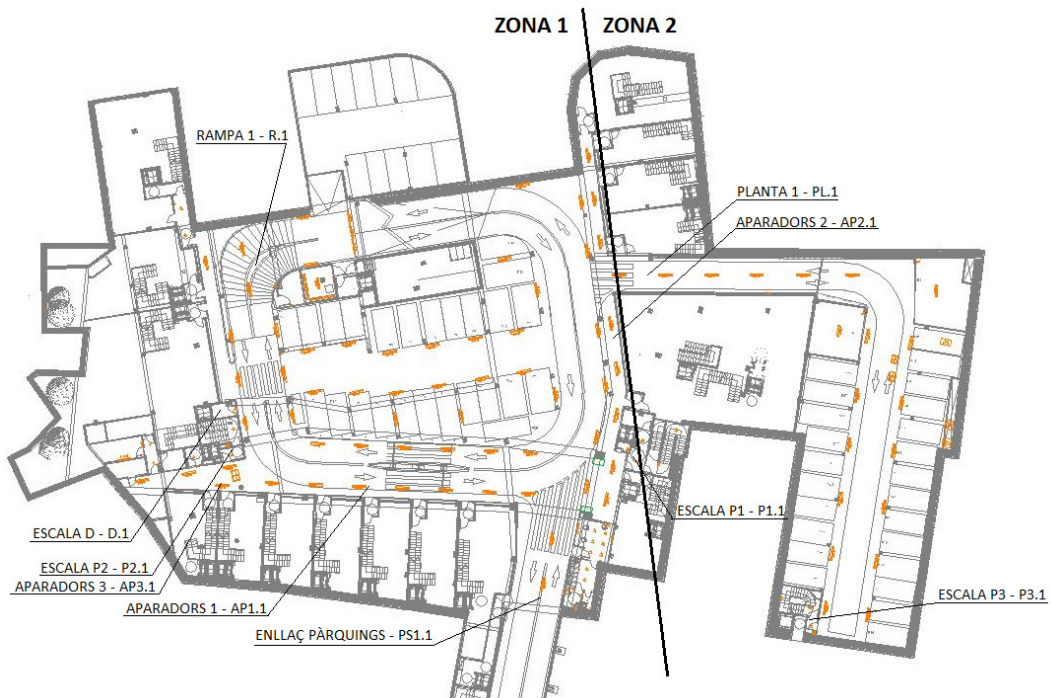 ZONA 1
ZONA 2
RAMPA 1 - R.1
PLANTA 1 - PL.1
APARADORS 2 - AP2.1
ESCALA D - D.1
ESCALA P2 - P2.1
APARADORS 3 - AP3.1
APARADORS 1 - AP1.1
ENLLAÇ PÀRQUINGS - PS1.1
ESCALA P1 - P1.1
ESCALA P3 - P3.1